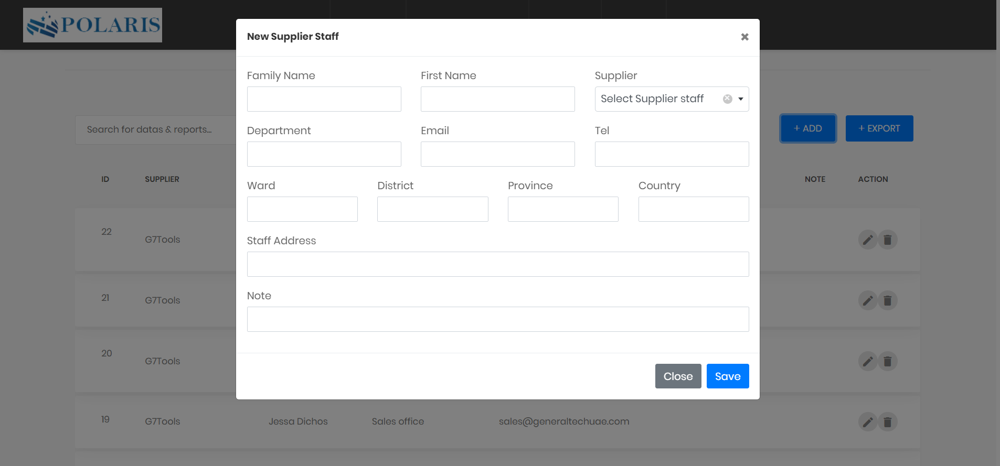 POLARIS
New Supplier Staff
Family Name First Name Supplier
Select Supplier staff
Search for datas & reports...
+ ADD + EXPORT
Department Email Tel
ID SUPPLIER NOTE ACTION
Ward District Province Country
22 G7Tools
Staff Address
21 G7Tools
Note
20 G7Tools
Close Save
19 G7Tools Jessa Dichos Sales office sales@generaltechuae.com